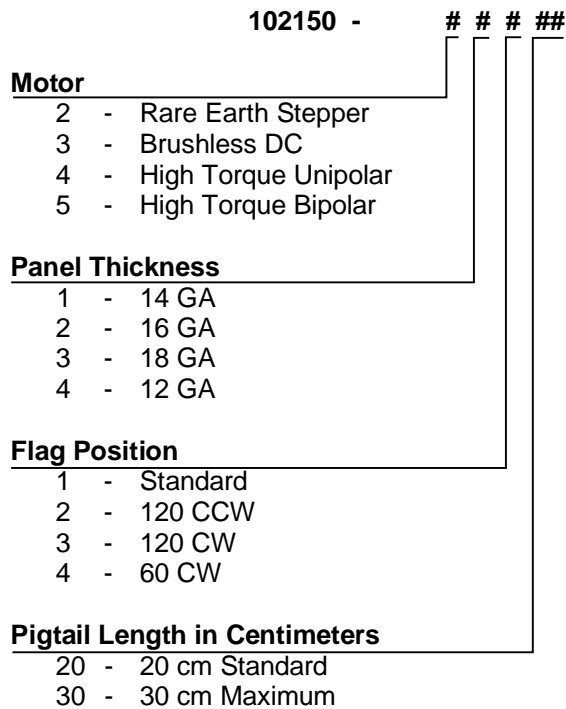 102150 - # # # ##
Motor
2 - Rare Earth Stepper
3 - Brushless DC
4 - High Torque Unipolar
5 - High Torque Bipolar
Panel Thickness
1 - 14 GA
2 - 16 GA
3 - 18 GA
4 - 12 GA
Flag Position
1 - Standard
2 - 120 CCW
3 - 120 CW
4 - 60 CW
Pigtail Length in Centimeters
20 - 20 cm Standard
30 - 30 cm Maximum